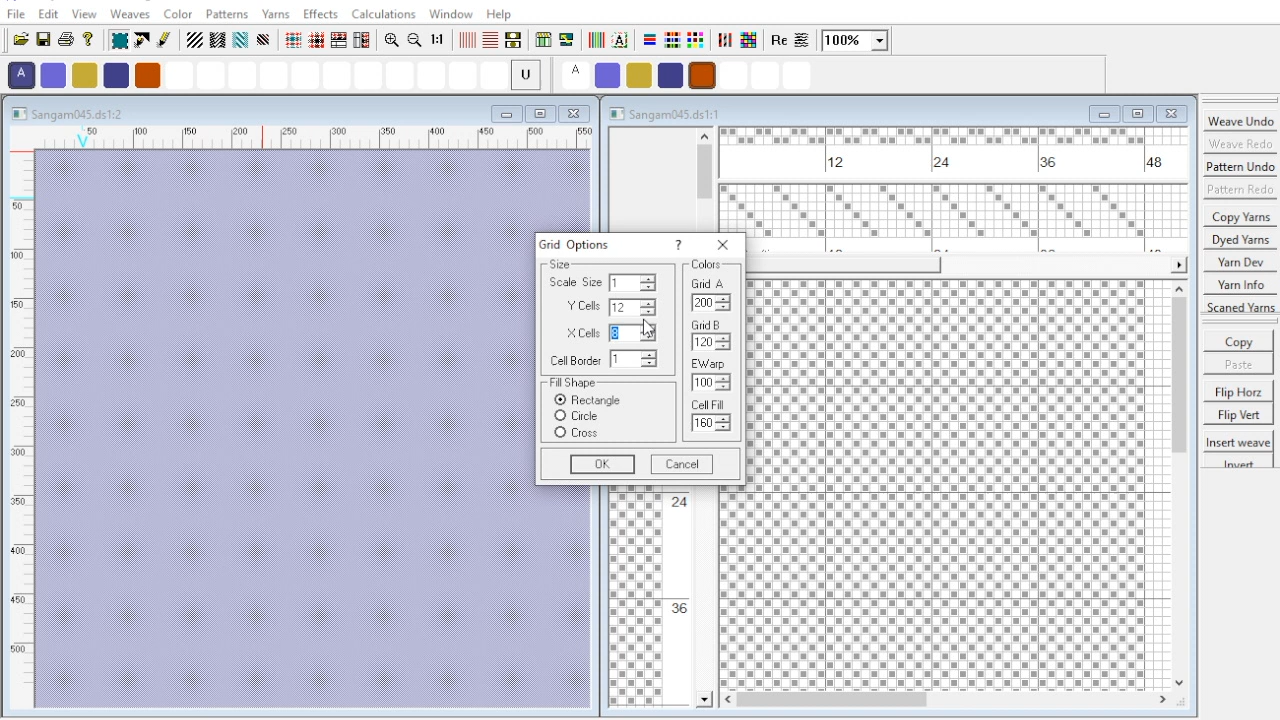 File Edit View Weaves Color Patterns Yarns Effects Calculations Window Help
1:1 A Re 100%
A U A
Sangam045.ds1:2
Sangam045.ds1:1
50 100 150 200 250 300 350 400 450 500 550
50
100
150
200
250
300
350
400
450
500
12 24 36 48
24
36
Grid Options ? ×
Size
Scale Size 1
Y Cells 12
X Cells 8
Cell Border 1
Fill Shape
Rectangle
Circle
Cross
Colors
Grid A
200
Grid B
120
EWarp
100
Cell Fill
160
OK Cancel
Weave Undo
Weave Redo
Pattern Undo
Pattern Redo
Copy Yarns
Dyed Yarns
Yarn Dev
Yarn Info
Scaned Yarns
Copy
Paste
Flip Horz
Flip Vert
Insert weave
Invert